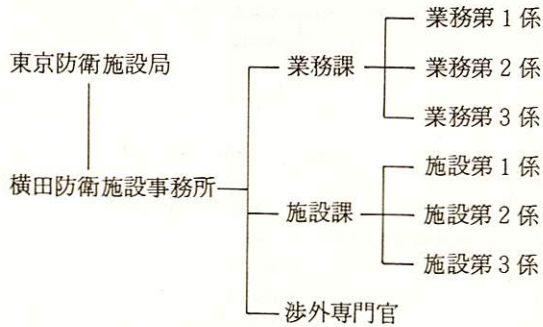 東京防衛施設局
横田防衛施設事務所
業務課
業務第1係
業務第2係
業務第3係
施設課
施設第1係
施設第2係
施設第3係
渉外専門官